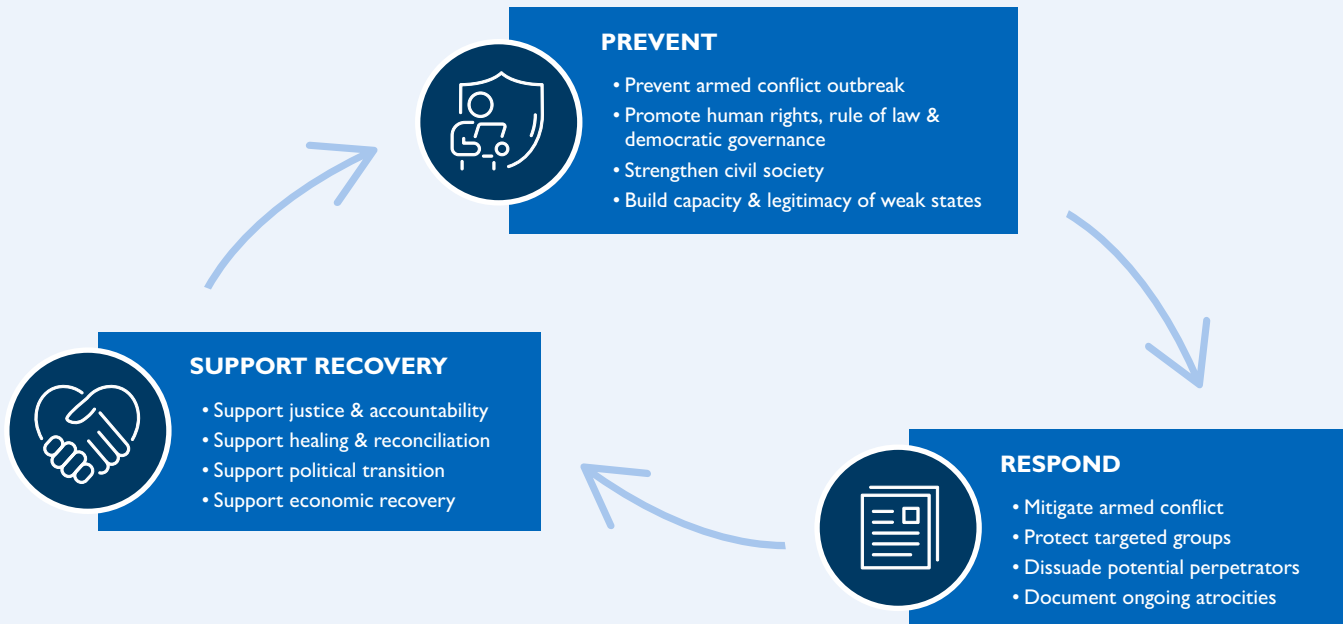 PREVENT
• Prevent armed conflict outbreak
• Promote human rights, rule of law &
democratic governance
• Strengthen civil society
• Build capacity & legitimacy of weak states
SUPPORT RECOVERY
• Support justice & accountability
• Support healing & reconciliation
• Support political transition
• Support economic recovery
RESPOND
• Mitigate armed conflict
• Protect targeted groups
• Dissuade potential perpetrators
• Document ongoing atrocities